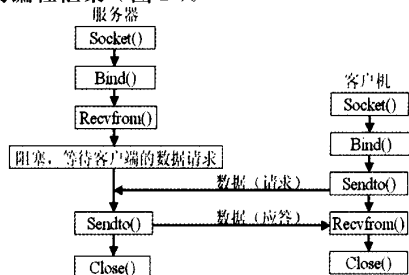 服务器
Socket()
Bind()
Recvfrom()
阻塞，等待客户端的数据请求
数据（请求）
Sendto()
数据（应答）
Close()
客户机
Socket()
Bind()
Sendto()
Recvfrom()
Close()